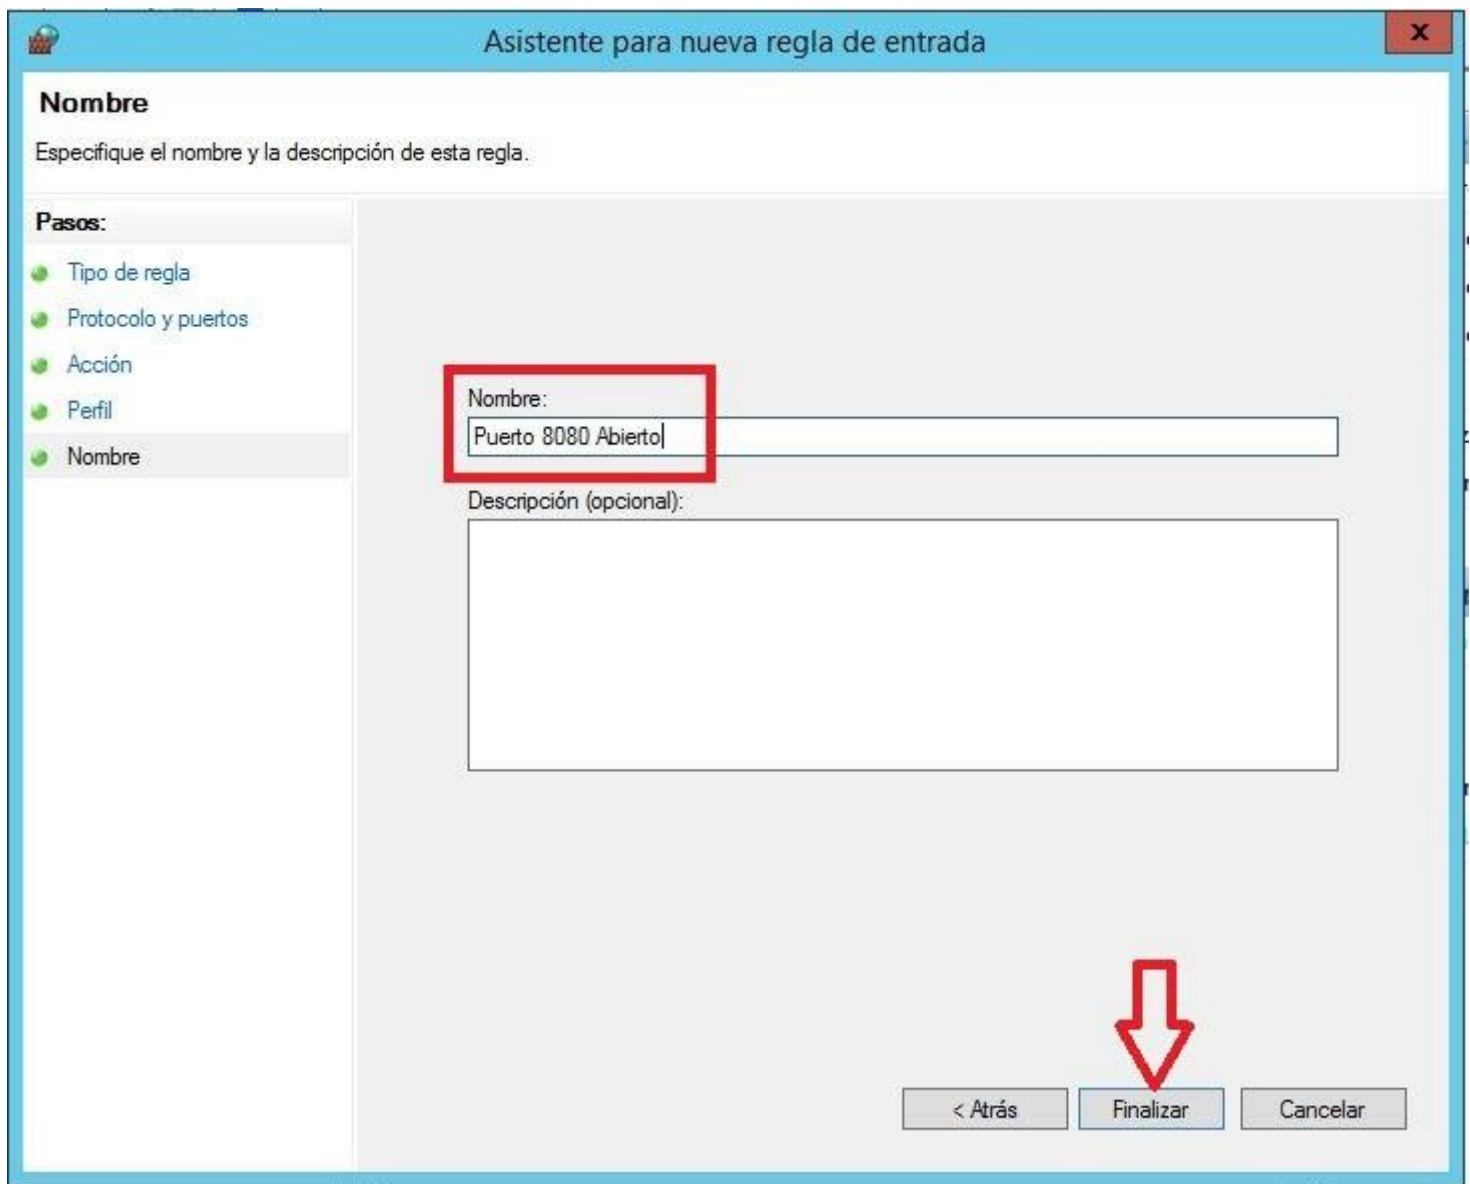 Asistente para nueva regla de entrada
x
Nombre
Especifique el nombre y la descripción de esta regla.
Pasos:
Tipo de regla
Protocolo y puertos
Acción
Perfil
Nombre
Nombre:
Puerto 8080 Abierto
Descripción (opcional):
< Atrás
Finalizar
Cancelar